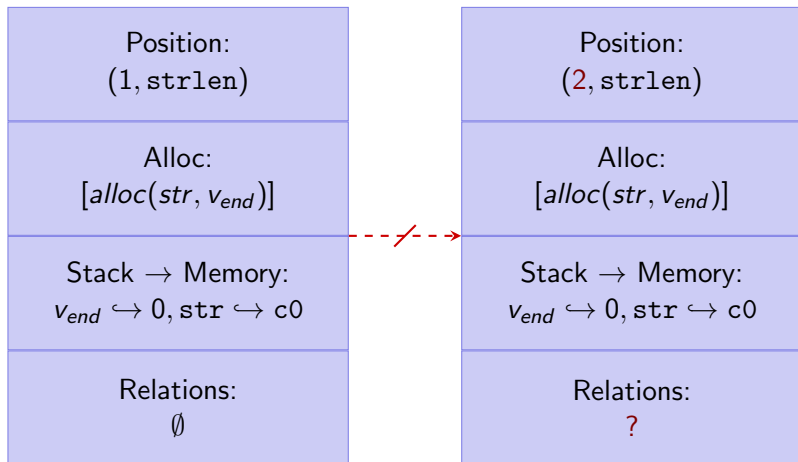 Position:
(1, strlen)
Alloc:
[alloc(str, v_end)]
Stack → Memory:
v_end ↪ 0, str ↪ c0
Relations:
∅
Position:
(2, strlen)
Alloc:
[alloc(str, v_end)]
Stack → Memory:
v_end ↪ 0, str ↪ c0
Relations:
?